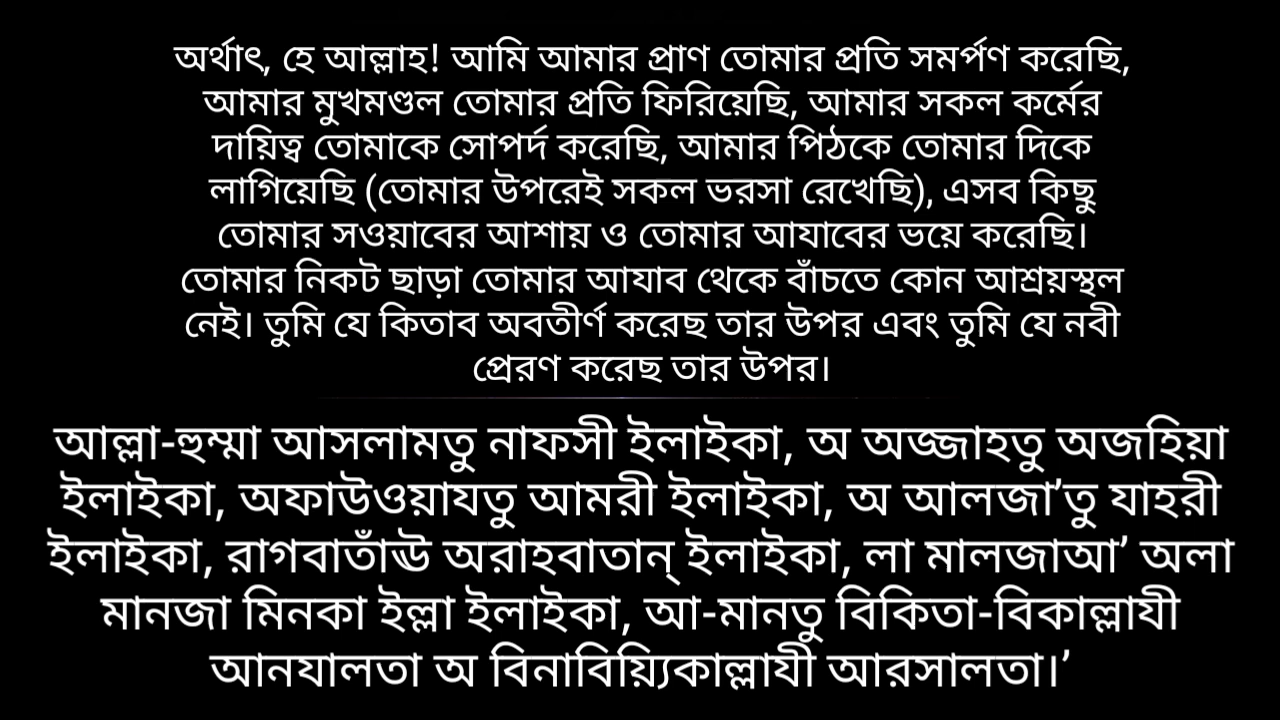 অর্থাৎ, হে আল্লাহ! আমি আমার প্রাণ তোমার প্রতি সমর্পণ করেছি,
আমার মুখমণ্ডল তোমার প্রতি ফিরিয়েছি, আমার সকল কর্মের
দায়িত্ব তোমাকে সোপর্দ করেছি, আমার পিঠকে তোমার দিকে
লাগিয়েছি (তোমার উপরেই সকল ভরসা রেখেছি), এসব কিছু
তোমার সওয়াবের আশায় ও তোমার আযাবের ভয়ে করেছি।
তোমার নিকট ছাড়া তোমার আযাব থেকে বাঁচতে কোন আশ্রয়স্থল
নেই। তুমি যে কিতাব অবতীর্ণ করেছ তার উপর এবং তুমি যে নবী
প্রেরণ করেছ তার উপর।
আল্লা-হুম্মা আসলামতু নাফসী ইলাইকা, অ অজ্জাহতু অজহিয়া
ইলাইকা, অফাউওয়াযতু আমরী ইলাইকা, অ আলজা’তু যাহরী
ইলাইকা, রাগবাতাঁঊ অরাহবাতান্ ইলাইকা, লা মালজাআ’ অলা
মানজা মিনকা ইল্লা ইলাইকা, আ-মানতু বিকিতা-বিকাল্লাযী
আনযালতা অ বিনাবিয়্যিকাল্লাযী আরসালতা।’